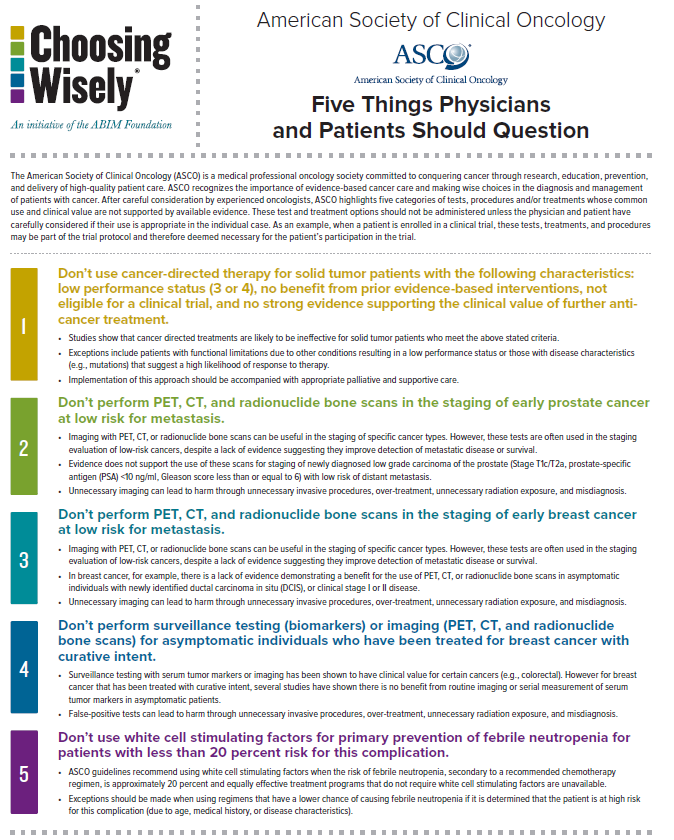 Choosing
Wisely®
An initiative of the ABIM Foundation
American Society of Clinical Oncology
ASCO®
American Society of Clinical Oncology
Five Things Physicians
and Patients Should Question
The American Society of Clinical Oncology (ASCO) is a medical professional oncology society committed to conquering cancer through research, education, prevention,
and delivery of high-quality patient care. ASCO recognizes the importance of evidence-based cancer care and making wise choices in the diagnosis and management
of patients with cancer. After careful consideration by experienced oncologists, ASCO highlights five categories of tests, procedures and/or treatments whose common
use and clinical value are not supported by available evidence. These test and treatment options should not be administered unless the physician and patient have
carefully considered if their use is appropriate in the individual case. As an example, when a patient is enrolled in a clinical trial, these tests, treatments, and procedures
may be part of the trial protocol and therefore deemed necessary for the patient's participation in the trial.
1
Don't use cancer-directed therapy for solid tumor patients with the following characteristics:
low performance status (3 or 4), no benefit from prior evidence-based interventions, not
eligible for a clinical trial, and no strong evidence supporting the clinical value of further anti-
cancer treatment.
• Studies show that cancer directed treatments are likely to be ineffective for solid tumor patients who meet the above stated criteria.
• Exceptions include patients with functional limitations due to other conditions resulting in a low performance status or those with disease characteristics
(e.g., mutations) that suggest a high likelihood of response to therapy.
• Implementation of this approach should be accompanied with appropriate palliative and supportive care.
2
Don't perform PET, CT, and radionuclide bone scans in the staging of early prostate cancer
at low risk for metastasis.
• Imaging with PET, CT, or radionuclide bone scans can be useful in the staging of specific cancer types. However, these tests are often used in the staging
evaluation of low-risk cancers, despite a lack of evidence suggesting they improve detection of metastatic disease or survival.
• Evidence does not support the use of these scans for staging of newly diagnosed low grade carcinoma of the prostate (Stage T1c/T2a, prostate-specific
antigen (PSA) <10 ng/ml, Gleason score less than or equal to 6) with low risk of distant metastasis.
• Unnecessary imaging can lead to harm through unnecessary invasive procedures, over-treatment, unnecessary radiation exposure, and misdiagnosis.
3
Don't perform PET, CT, and radionuclide bone scans in the staging of early breast cancer
at low risk for metastasis.
• Imaging with PET, CT, or radionuclide bone scans can be useful in the staging of specific cancer types. However, these tests are often used in the staging
evaluation of low-risk cancers, despite a lack of evidence suggesting they improve detection of metastatic disease or survival.
• In breast cancer, for example, there is a lack of evidence demonstrating a benefit for the use of PET, CT, or radionuclide bone scans in asymptomatic
individuals with newly identified ductal carcinoma in situ (DCIS), or clinical stage I or II disease.
• Unnecessary imaging can lead to harm through unnecessary invasive procedures, over-treatment, unnecessary radiation exposure, and misdiagnosis.
4
Don't perform surveillance testing (biomarkers) or imaging (PET, CT, and radionuclide
bone scans) for asymptomatic individuals who have been treated for breast cancer with
curative intent.
• Surveillance testing with serum tumor markers or imaging has been shown to have clinical value for certain cancers (e.g., colorectal). However for breast
cancer that has been treated with curative intent, several studies have shown there is no benefit from routine imaging or serial measurement of serum
tumor markers in asymptomatic patients.
• False-positive tests can lead to harm through unnecessary invasive procedures, over-treatment, unnecessary radiation exposure, and misdiagnosis.
5
Don't use white cell stimulating factors for primary prevention of febrile neutropenia for
patients with less than 20 percent risk for this complication.
• ASCO guidelines recommend using white cell stimulating factors when the risk of febrile neutropenia, secondary to a recommended chemotherapy
regimen, is approximately 20 percent and equally effective treatment programs that do not require white cell stimulating factors are unavailable.
• Exceptions should be made when using regimens that have a lower chance of causing febrile neutropenia if it is determined that the patient is at high risk
for this complication (due to age, medical history, or disease characteristics).